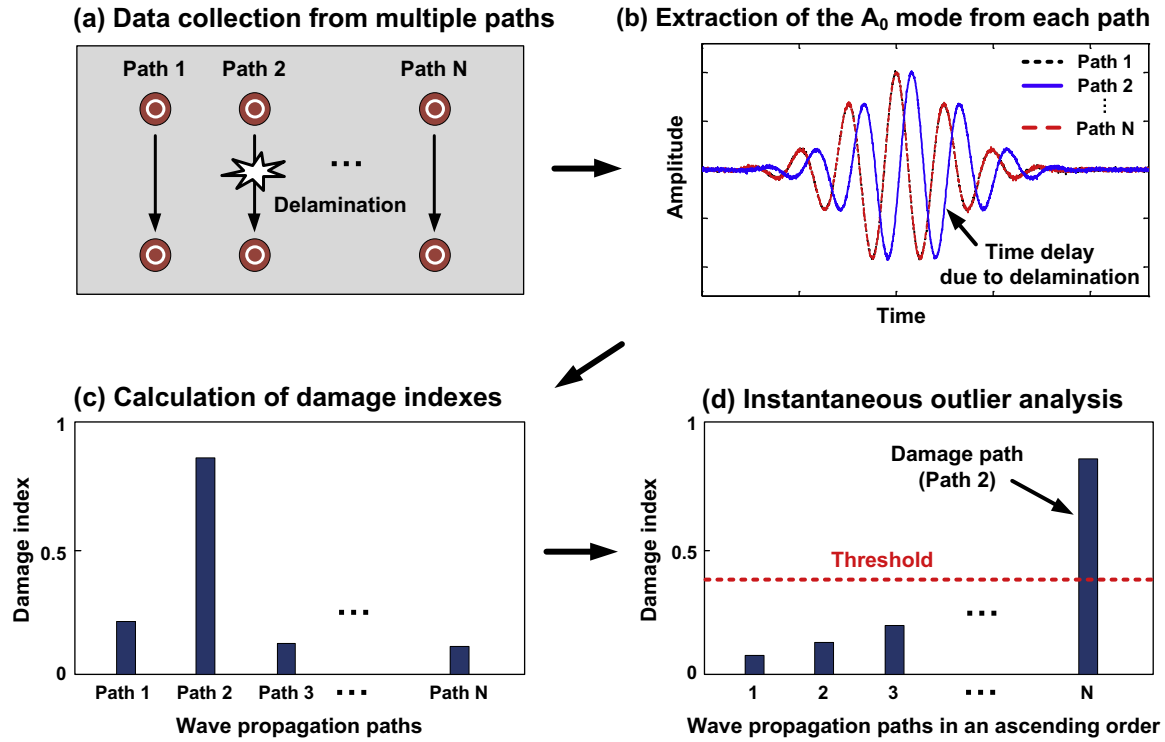 (a) Data collection from multiple paths
Path 1 Path 2 Path N
...
Delamination
(b) Extraction of the A₀ mode from each path
Path 1
Path 2
⋮
Path N
Amplitude
Time delay
due to delamination
Time
(c) Calculation of damage indexes
1
0.5
0
Damage index
...
Path 1 Path 2 Path 3 ... Path N
Wave propagation paths
(d) Instantaneous outlier analysis
1
0.5
0
Damage index
Damage path
(Path 2)
Threshold
...
1 2 3 ... N
Wave propagation paths in an ascending order